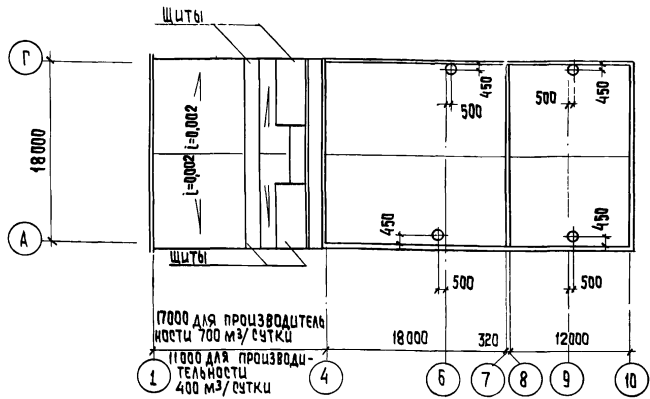 ЩИТЫ
Г
450
450
500
500
i=0,002
i=0,002
18000
450
450
А
ЩИТЫ
500
500
17000 ДЛЯ ПРОИЗВОДИТЕЛЬ
НОСТИ 700 М³/СУТКИ
18000
320
12000
11000 ДЛЯ ПРОИЗВОДИ-
ТЕЛЬНОСТИ
400 М³/СУТКИ
1
4
6
7
8
9
10